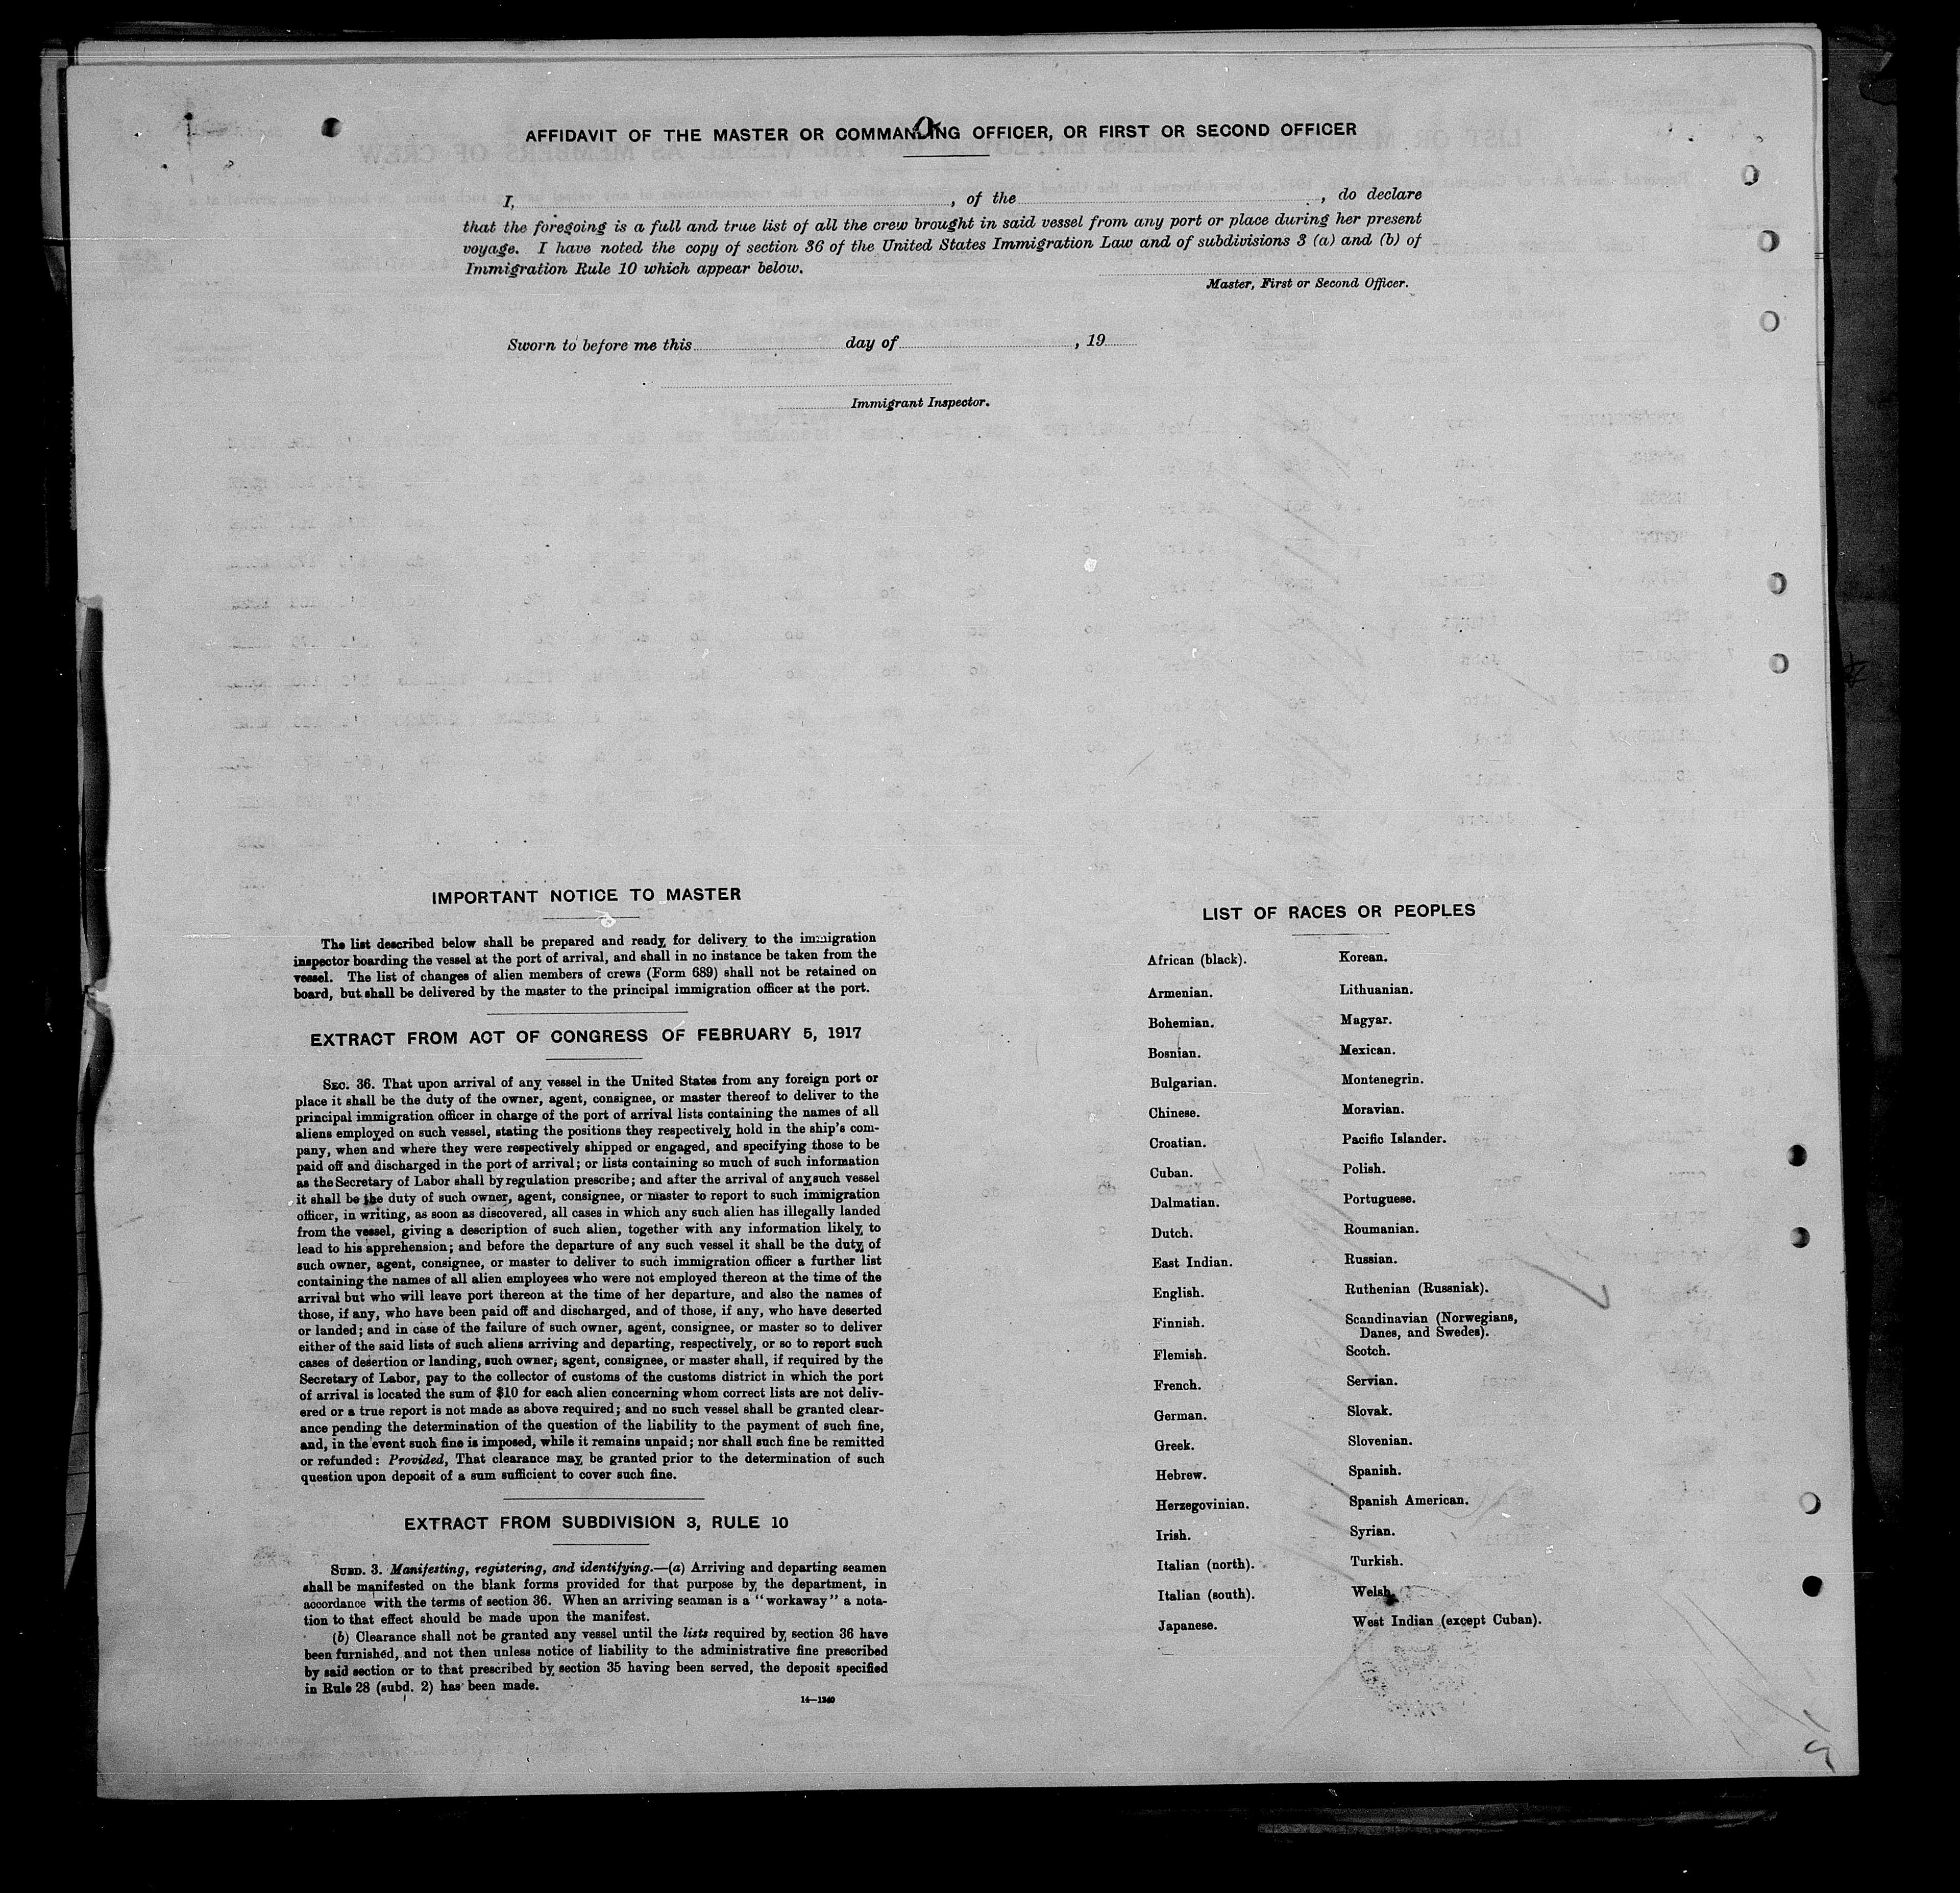 AFFIDAVIT OF THE MASTER OR COMMANDING OFFICER, OR FIRST OR SECOND OFFICER
I, , of the , do declare
that the foregoing is a full and true list of all the crew brought in said vessel from any port or place during her present
voyage. I have noted the copy of section 36 of the United States Immigration Law and of subdivisions 3 (a) and (b) of
Immigration Rule 10 which appear below.
Master, First or Second Officer.
Sworn to before me this day of , 19
Immigrant Inspector.
IMPORTANT NOTICE TO MASTER
The list described below shall be prepared and ready for delivery to the immigration
inspector boarding the vessel at the port of arrival, and shall in no instance be taken from the
vessel. The list of changes of alien members of crews (Form 689) shall not be retained on
board, but shall be delivered by the master to the principal immigration officer at the port.
EXTRACT FROM ACT OF CONGRESS OF FEBRUARY 5, 1917
SEC. 36. That upon arrival of any vessel in the United States from any foreign port or
place it shall be the duty of the owner, agent, consignee, or master thereof to deliver to the
principal immigration officer in charge of the port of arrival lists containing the names of all
aliens employed on such vessel, stating the positions they respectively hold in the ship's com-
pany, when and where they were respectively shipped or engaged, and specifying those to be
paid off and discharged in the port of arrival; or lists containing so much of such information
as the Secretary of Labor shall by regulation prescribe; and after the arrival of any such vessel
it shall be the duty of such owner, agent, consignee, or master to report to such immigration
officer, in writing, as soon as discovered, all cases in which any such alien has illegally landed
from the vessel, giving a description of such alien, together with any information likely to
lead to his apprehension; and before the departure of any such vessel it shall be the duty of
such owner, agent, consignee, or master to deliver to such immigration officer a further list
containing the names of all alien employees who were not employed thereon at the time of the
arrival but who will leave port thereon at the time of her departure, and also the names of
those, if any, who have been paid off and discharged, and of those, if any, who have deserted
or landed; and in case of the failure of such owner, agent, consignee, or master so to deliver
either of the said lists of such aliens arriving and departing, respectively, or so to report such
cases of desertion or landing, such owner, agent, consignee, or master shall, if required by the
Secretary of Labor, pay to the collector of customs of the customs district in which the port
of arrival is located the sum of $10 for each alien concerning whom correct lists are not deliv-
ered or a true report is not made as above required; and no such vessel shall be granted clear-
ance pending the determination of the question of the liability to the payment of such fine,
and, in the event such fine is imposed, while it remains unpaid; nor shall such fine be remitted
or refunded: Provided, That clearance may be granted prior to the determination of such
question upon deposit of a sum sufficient to cover such fine.
EXTRACT FROM SUBDIVISION 3, RULE 10
SUBD. 3. Manifesting, registering, and identifying.—(a) Arriving and departing seamen
shall be manifested on the blank forms provided for that purpose by the department, in
accordance with the terms of section 36. When an arriving seaman is a "workaway" a nota-
tion to that effect should be made upon the manifest.
(b) Clearance shall not be granted any vessel until the lists required by section 36 have
been furnished, and not then unless notice of liability to the administrative fine prescribed
by said section or to that prescribed by section 35 having been served, the deposit specified
in Rule 28 (subd. 2) has been made.
14—1340
LIST OF RACES OR PEOPLES
African (black).
Armenian.
Bohemian.
Bosnian.
Bulgarian.
Chinese.
Croatian.
Cuban.
Dalmatian.
Dutch.
East Indian.
English.
Finnish.
Flemish.
French.
German.
Greek.
Hebrew.
Herzegovinian.
Irish.
Italian (north).
Italian (south).
Japanese.
Korean.
Lithuanian.
Magyar.
Mexican.
Montenegrin.
Moravian.
Pacific Islander.
Polish.
Portuguese.
Roumanian.
Russian.
Ruthenian (Russniak).
Scandinavian (Norwegians,
Danes, and Swedes).
Scotch.
Servian.
Slovak.
Slovenian.
Spanish.
Spanish American.
Syrian.
Turkish.
Welsh.
West Indian (except Cuban).